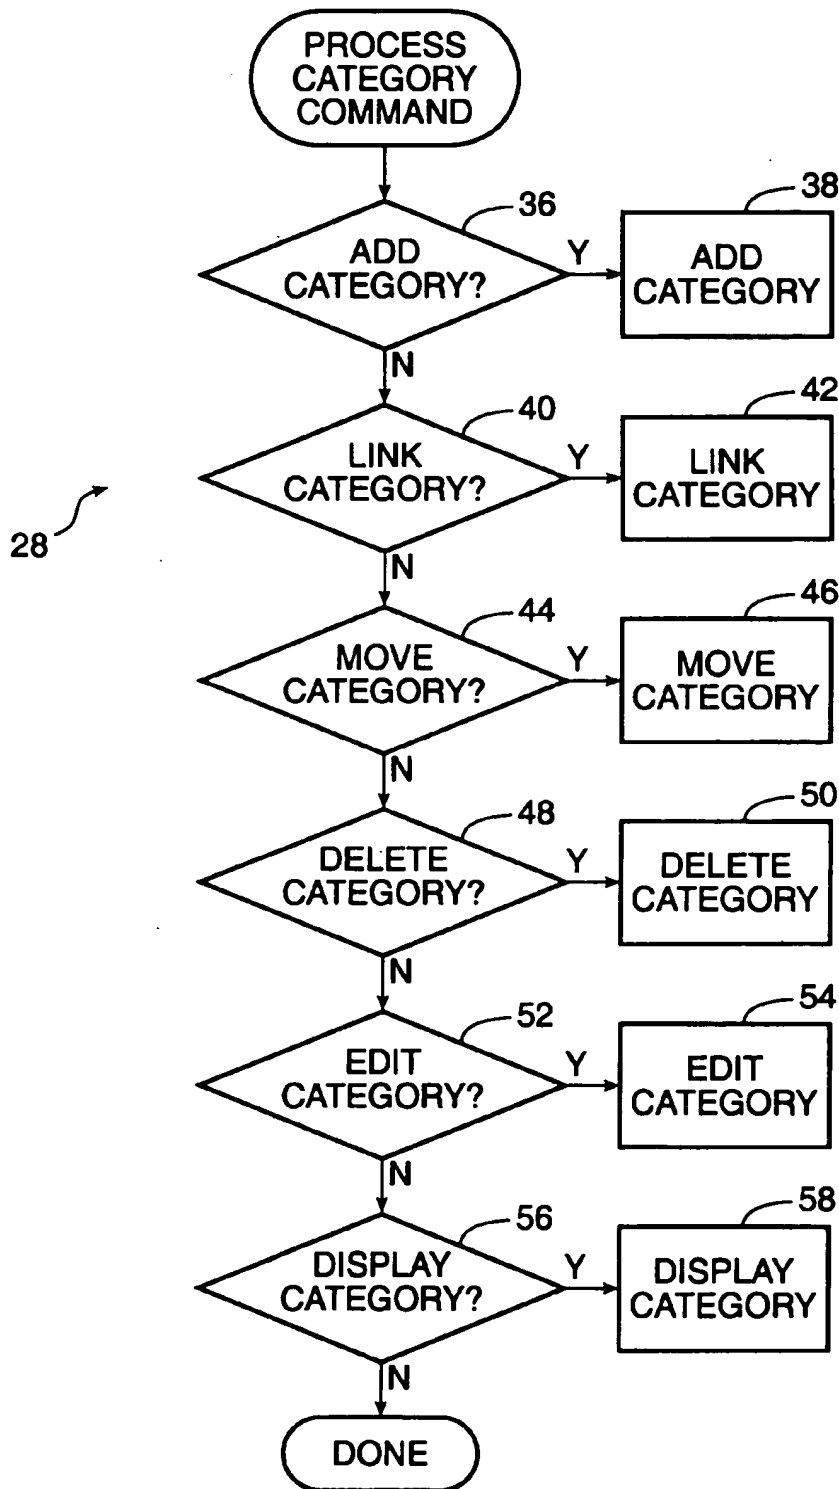 PROCESS
CATEGORY
COMMAND
36
38
ADD
CATEGORY?
Y
ADD
CATEGORY
N
40
42
LINK
CATEGORY?
Y
LINK
CATEGORY
28
N
44
46
MOVE
CATEGORY?
Y
MOVE
CATEGORY
N
48
50
DELETE
CATEGORY?
Y
DELETE
CATEGORY
N
52
54
EDIT
CATEGORY?
Y
EDIT
CATEGORY
N
56
58
DISPLAY
CATEGORY?
Y
DISPLAY
CATEGORY
N
DONE